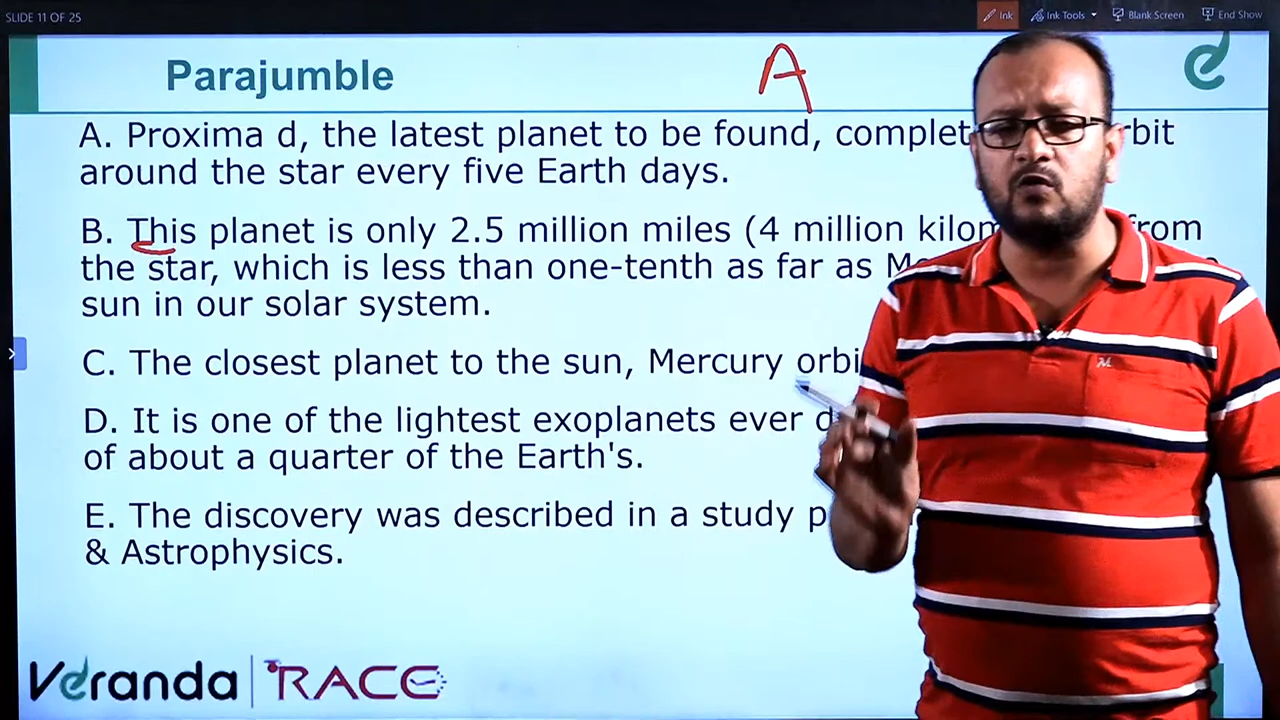 SLIDE 11 OF 25
Ink
Ink Tools
Blank Screen
End Show
Parajumble
A
A. Proxima d, the latest planet to be found,
around the star every five Earth days.
B. This planet is only 2.5 million miles (4 million from
the star, which is less than one-tenth as far as
sun in our solar system.
C. The closest planet to the sun, Mercury
D. It is one of the lightest exoplanets ever
of about a quarter of the Earth's.
E. The discovery was described in a study
& Astrophysics.
Veranda RACE